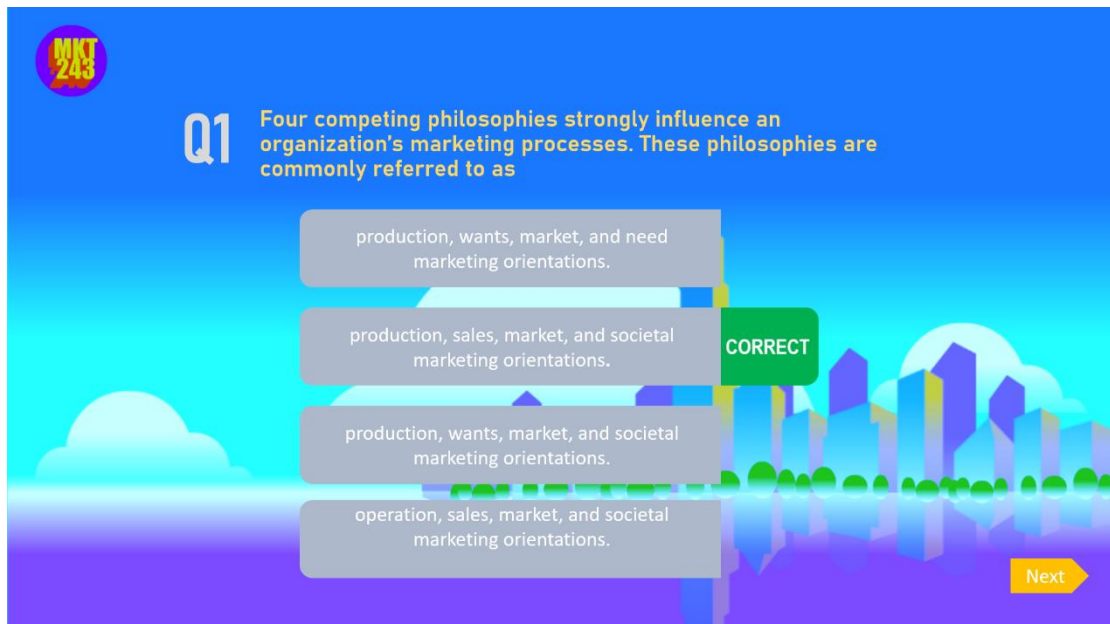 MKT
243
Q1
Four competing philosophies strongly influence an
organization's marketing processes. These philosophies are
commonly referred to as
production, wants, market, and need
marketing orientations.
production, sales, market, and societal
marketing orientations.
CORRECT
production, wants, market, and societal
marketing orientations.
operation, sales, market, and societal
marketing orientations.
Next